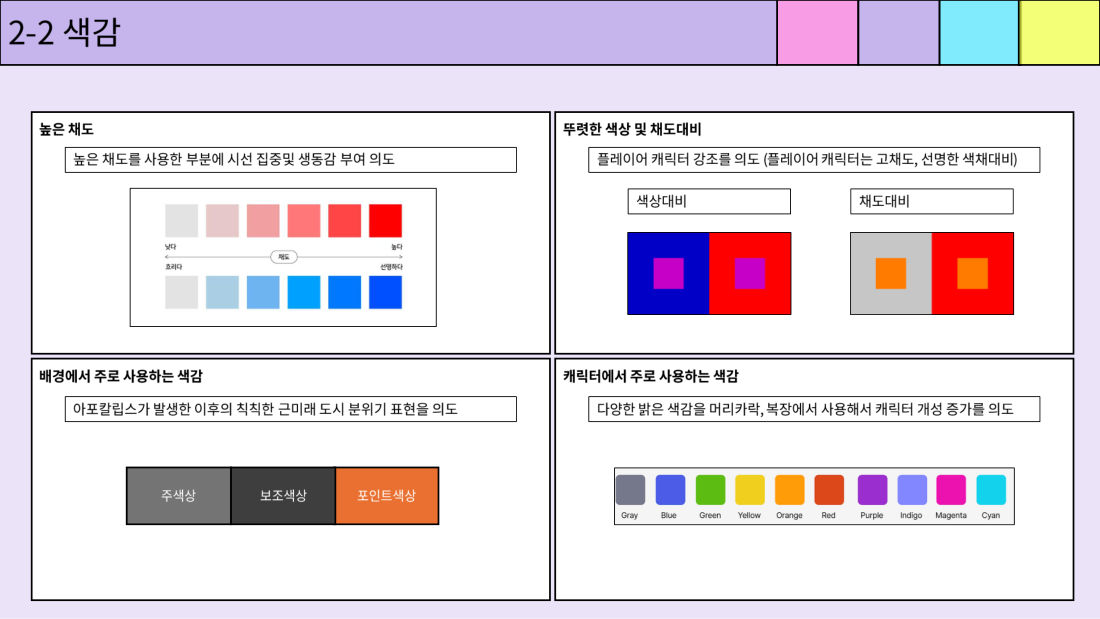 2-2 색감
높은 채도
높은 채도를 사용한 부분에 시선 집중및 생동감 부여 의도
낮다
높다
채도
흐리다
선명하다
뚜렷한 색상 및 채도대비
플레이어 캐릭터 강조를 의도 (플레이어 캐릭터는 고채도, 선명한 색채대비)
색상대비
채도대비
배경에서 주로 사용하는 색감
아포칼립스가 발생한 이후의 칙칙한 근미래 도시 분위기 표현을 의도
주색상
보조색상
포인트색상
캐릭터에서 주로 사용하는 색감
다양한 밝은 색감을 머리카락, 복장에서 사용해서 캐릭터 개성 증가를 의도
Gray Blue Green Yellow Orange Red Purple Indigo Magenta Cyan